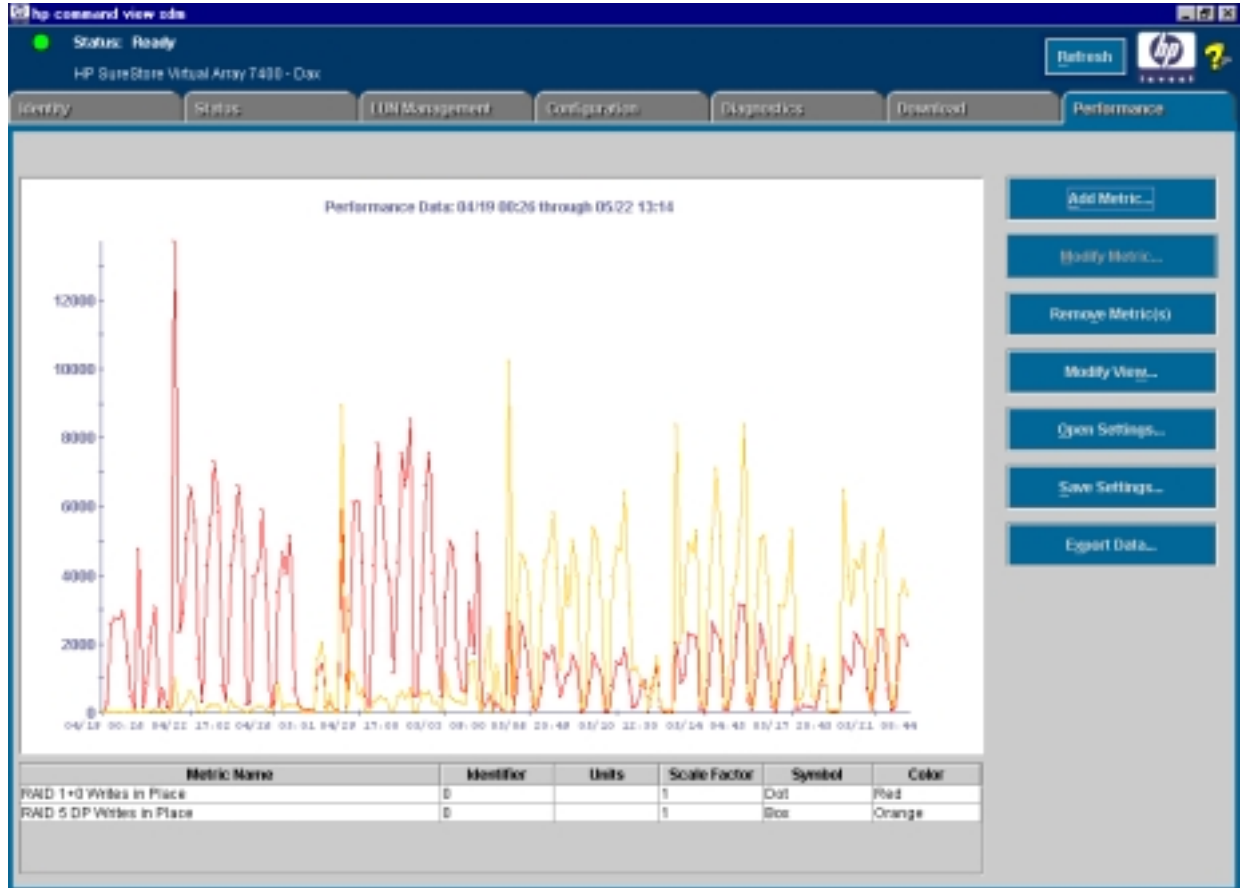 hp command view sdm
Status: Ready
HP SureStore Virtual Array 7400 - Dax
Refresh
hp
invent
?
Identity Status LUN Management Configuration Diagnostics Download Performance
Performance Data: 04/19 00:26 through 05/22 13:14
Add Metric...
Modify Metric...
Remove Metric(s)
Modify View...
Open Settings...
Save Settings...
Export Data...
12000
10000
8000
6000
4000
2000
0
Metric Name Identifier Units Scale Factor Symbol Color
RAID 1+0 Writes in Place 0 1 Dot Red
RAID 5 DP Writes in Place 0 1 Box Orange